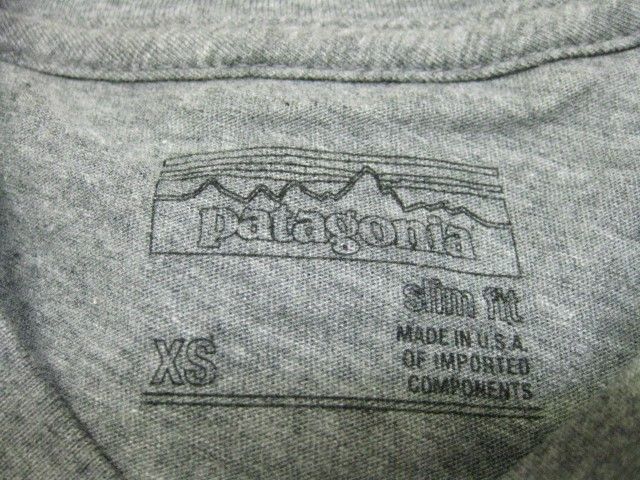 patagonia
slim fit
XS
MADE IN U.S.A.
OF IMPORTED
COMPONENTS